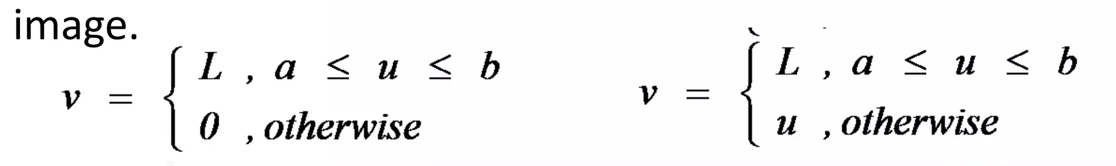 image.
v = { L , a ≤ u ≤ b
0 , otherwise
v = { L , a ≤ u ≤ b
u , otherwise